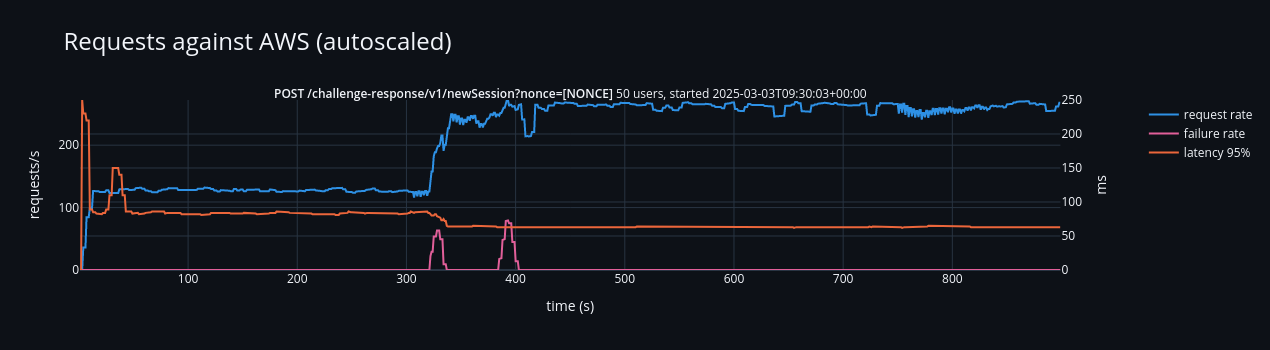 Requests against AWS (autoscaled)
POST /challenge-response/v1/newSession?nonce=[NONCE] 50 users, started 2025-03-03T09:30:03+00:00
requests/s
200
100
0
250
200
150
100
50
0
ms
100 200 300 400 500 600 700 800
time (s)
request rate
failure rate
latency 95%